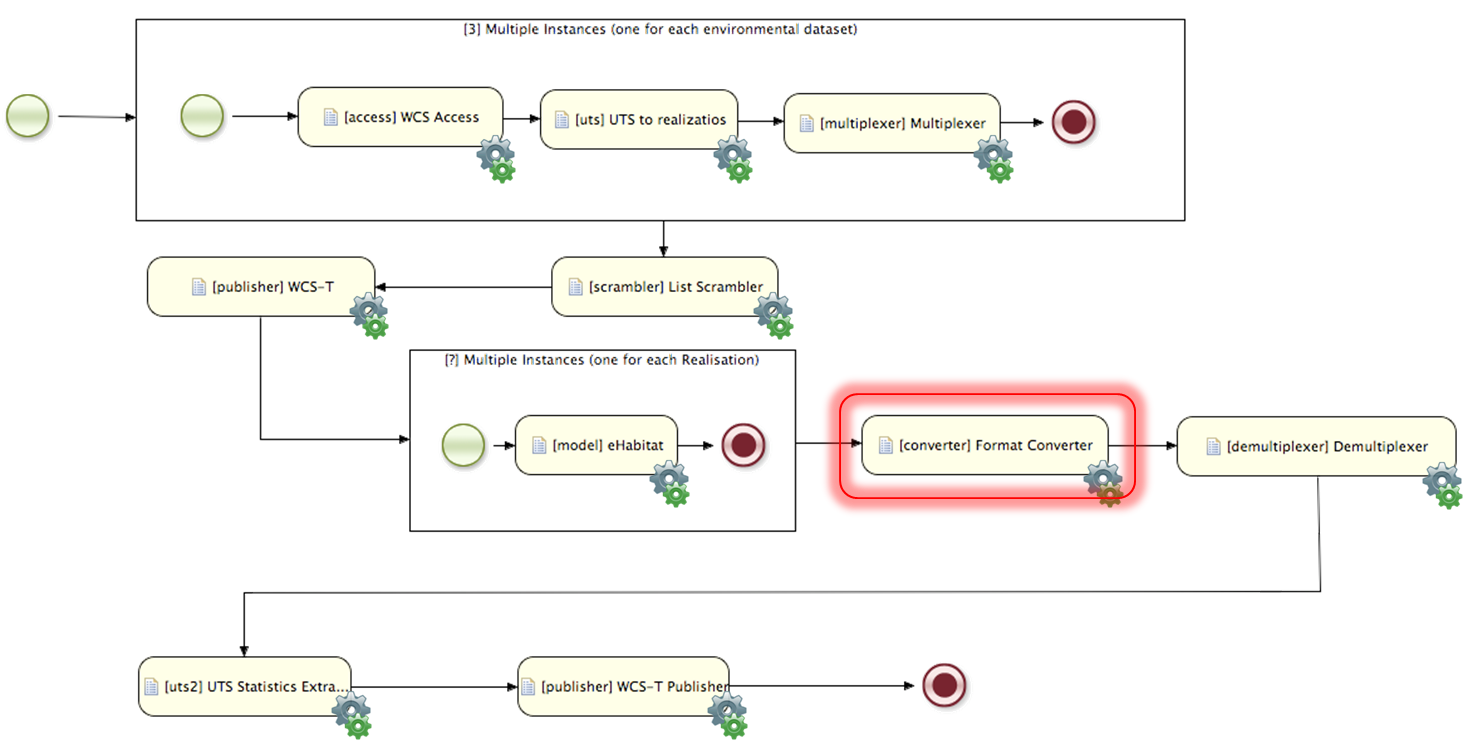 [3] Multiple Instances (one for each environmental dataset)
[access] WCS Access
[uts] UTS to realizatios
[multiplexer] Multiplexer
[publisher] WCS-T
[scrambler] List Scrambler
[?] Multiple Instances (one for each Realisation)
[model] eHabitat
[converter] Format Converter
[demultiplexer] Demultiplexer
[uts2] UTS Statistics Extra...
[publisher] WCS-T Publisher